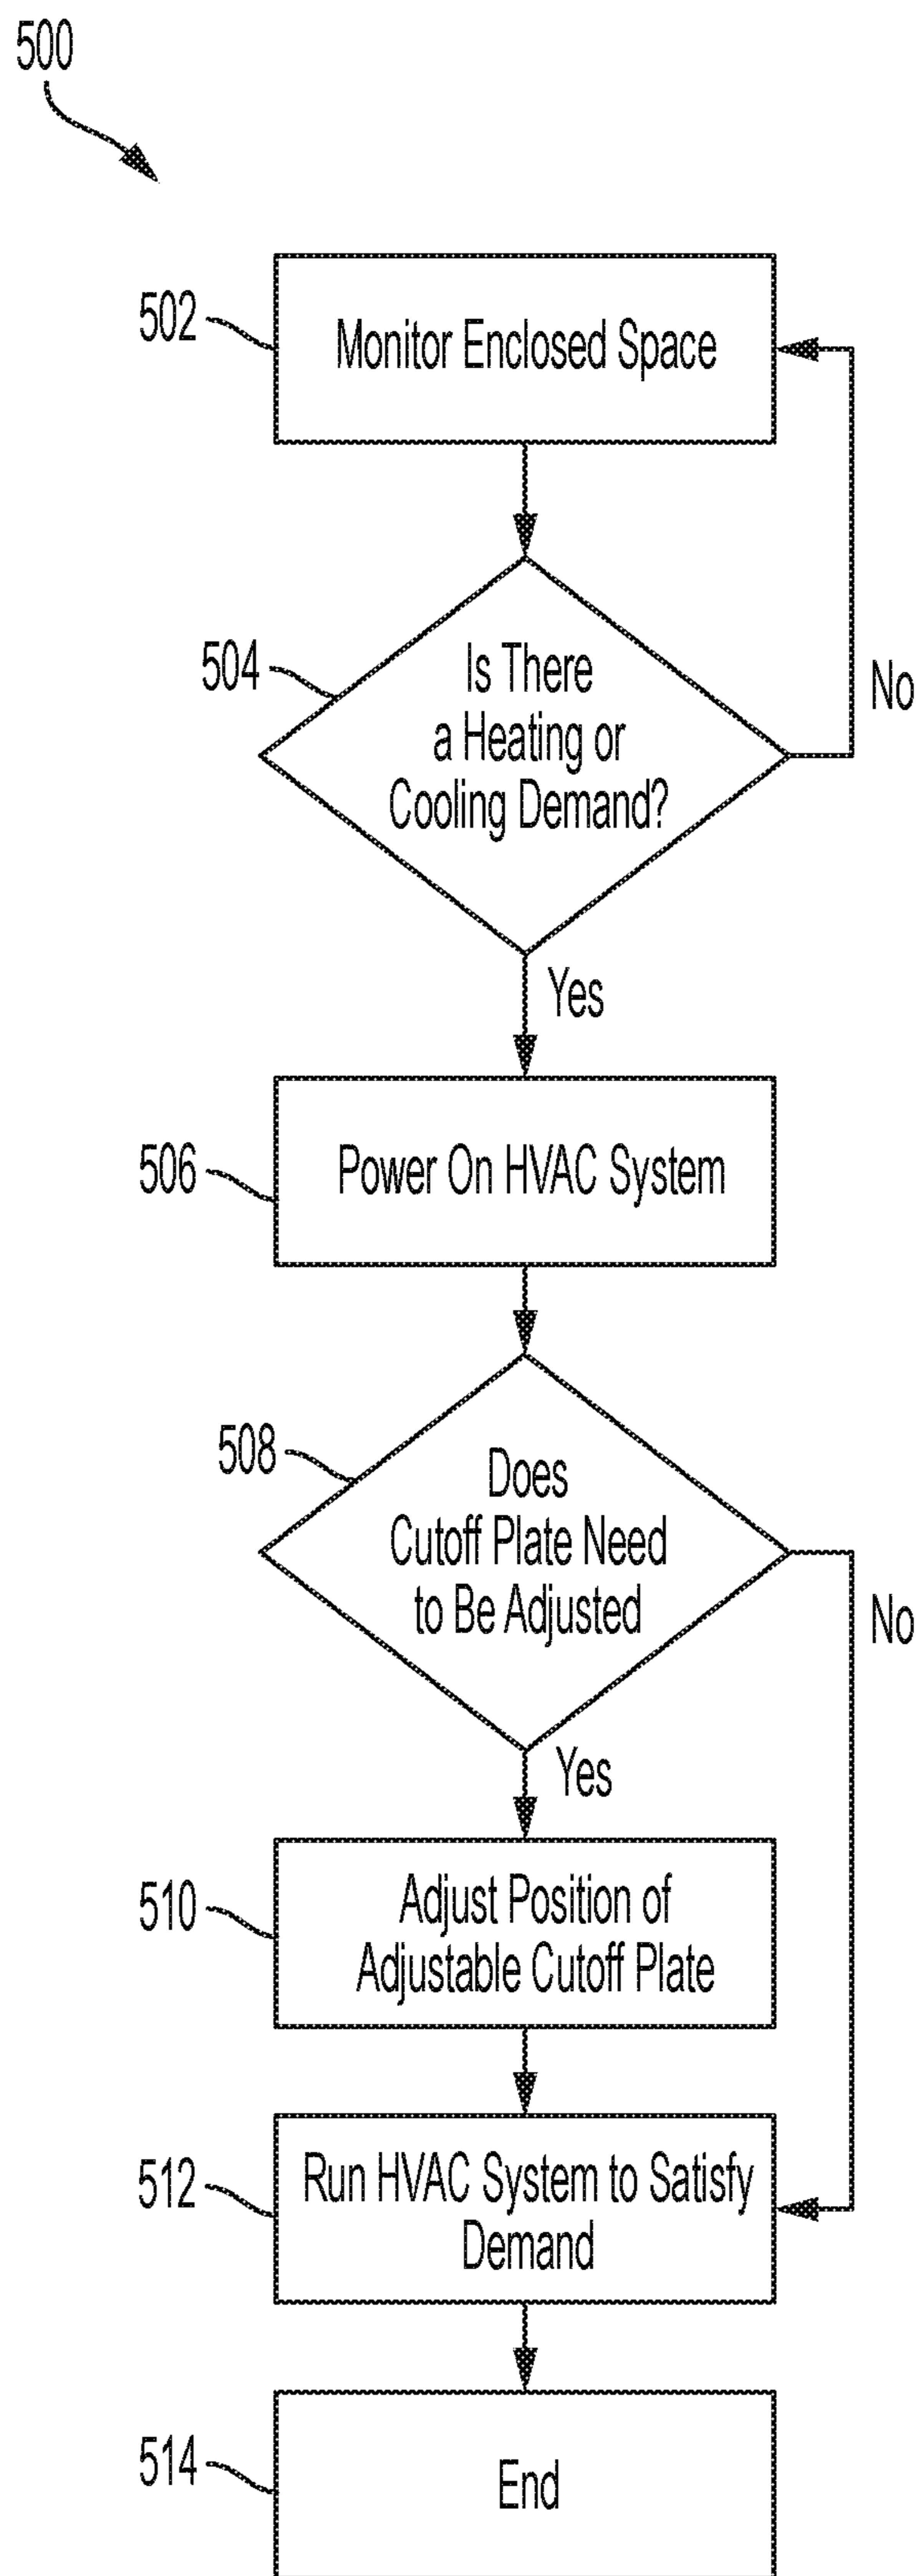 500
502
Monitor Enclosed Space
504
Is There
a Heating or
Cooling Demand?
No
Yes
506
Power On HVAC System
508
Does
Cutoff Plate Need
to Be Adjusted
No
Yes
510
Adjust Position of
Adjustable Cutoff Plate
512
Run HVAC System to Satisfy
Demand
514
End